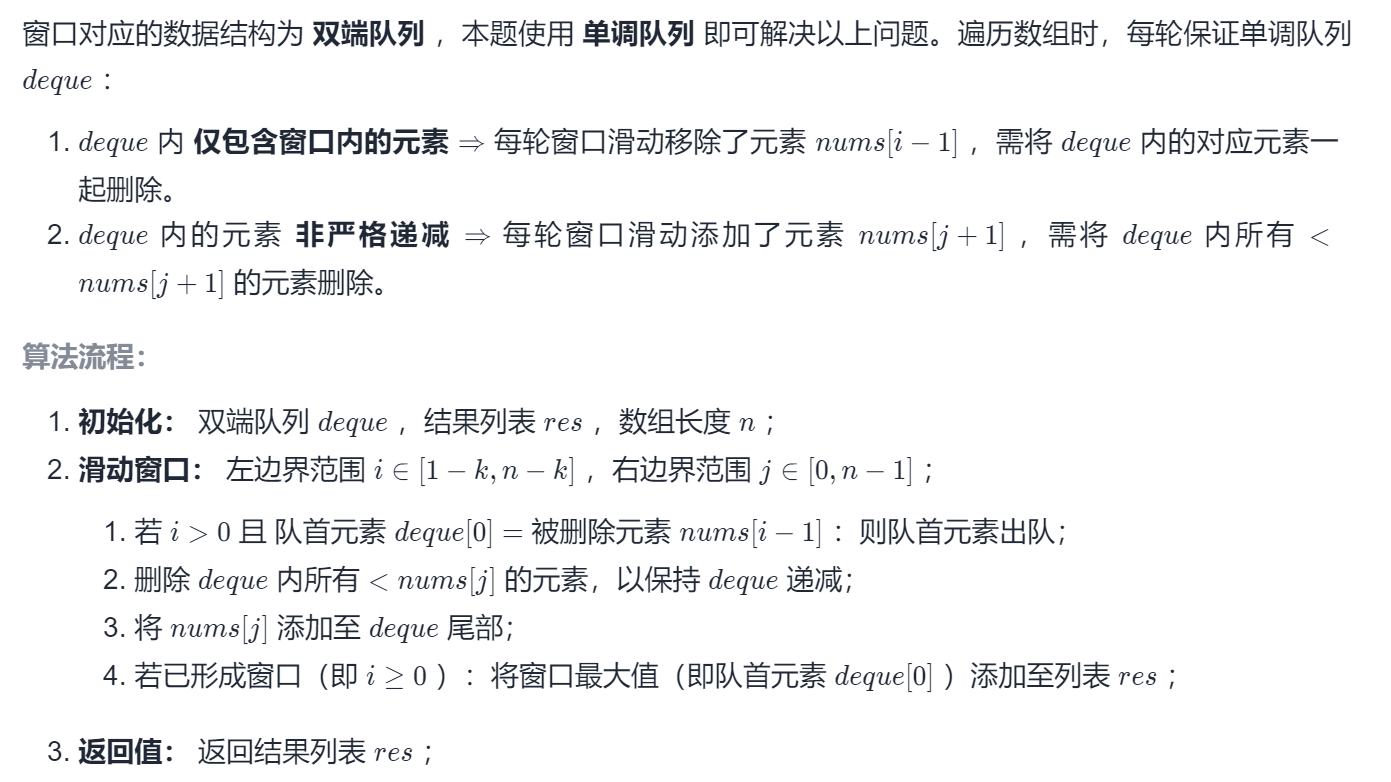 窗口对应的数据结构为 双端队列 ，本题使用 单调队列 即可解决以上问题。遍历数组时，每轮保证单调队列
deque ：
1. deque 内 仅包含窗口内的元素 ⇒ 每轮窗口滑动移除了元素 nums[i − 1] ，需将 deque 内的对应元素一
起删除。
2. deque 内的元素 非严格递减 ⇒ 每轮窗口滑动添加了元素 nums[j + 1] ，需将 deque 内所有 <
nums[j + 1] 的元素删除。
算法流程：
1. 初始化： 双端队列 deque ，结果列表 res ，数组长度 n ；
2. 滑动窗口： 左边界范围 i ∈ [1 − k, n − k] ，右边界范围 j ∈ [0, n − 1] ；
1. 若 i > 0 且 队首元素 deque[0] = 被删除元素 nums[i − 1] ：则队首元素出队；
2. 删除 deque 内所有 < nums[j] 的元素，以保持 deque 递减；
3. 将 nums[j] 添加至 deque 尾部；
4. 若已形成窗口（即 i ≥ 0 ）：将窗口最大值（即队首元素 deque[0] ）添加至列表 res ；
3. 返回值： 返回结果列表 res ；